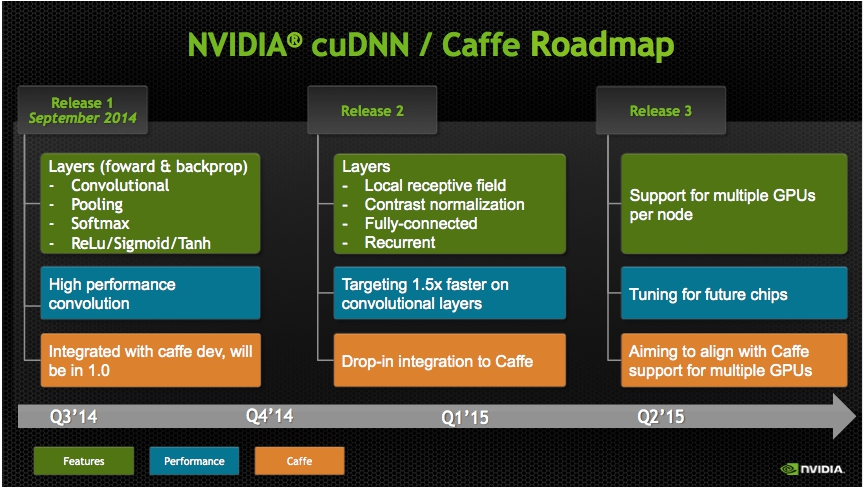 NVIDIA® cuDNN / Caffe Roadmap
Release 1
September 2014
Layers (foward & backprop)
- Convolutional
- Pooling
- Softmax
- ReLu/Sigmoid/Tanh
High performance
convolution
Integrated with caffe dev, will
be in 1.0
Release 2
Layers
- Local receptive field
- Contrast normalization
- Fully-connected
- Recurrent
Targeting 1.5x faster on
convolutional layers
Drop-in integration to Caffe
Release 3
Support for multiple GPUs
per node
Tuning for future chips
Aiming to align with Caffe
support for multiple GPUs
Q3’14
Q4’14
Q1’15
Q2’15
Features
Performance
Caffe
NVIDIA.